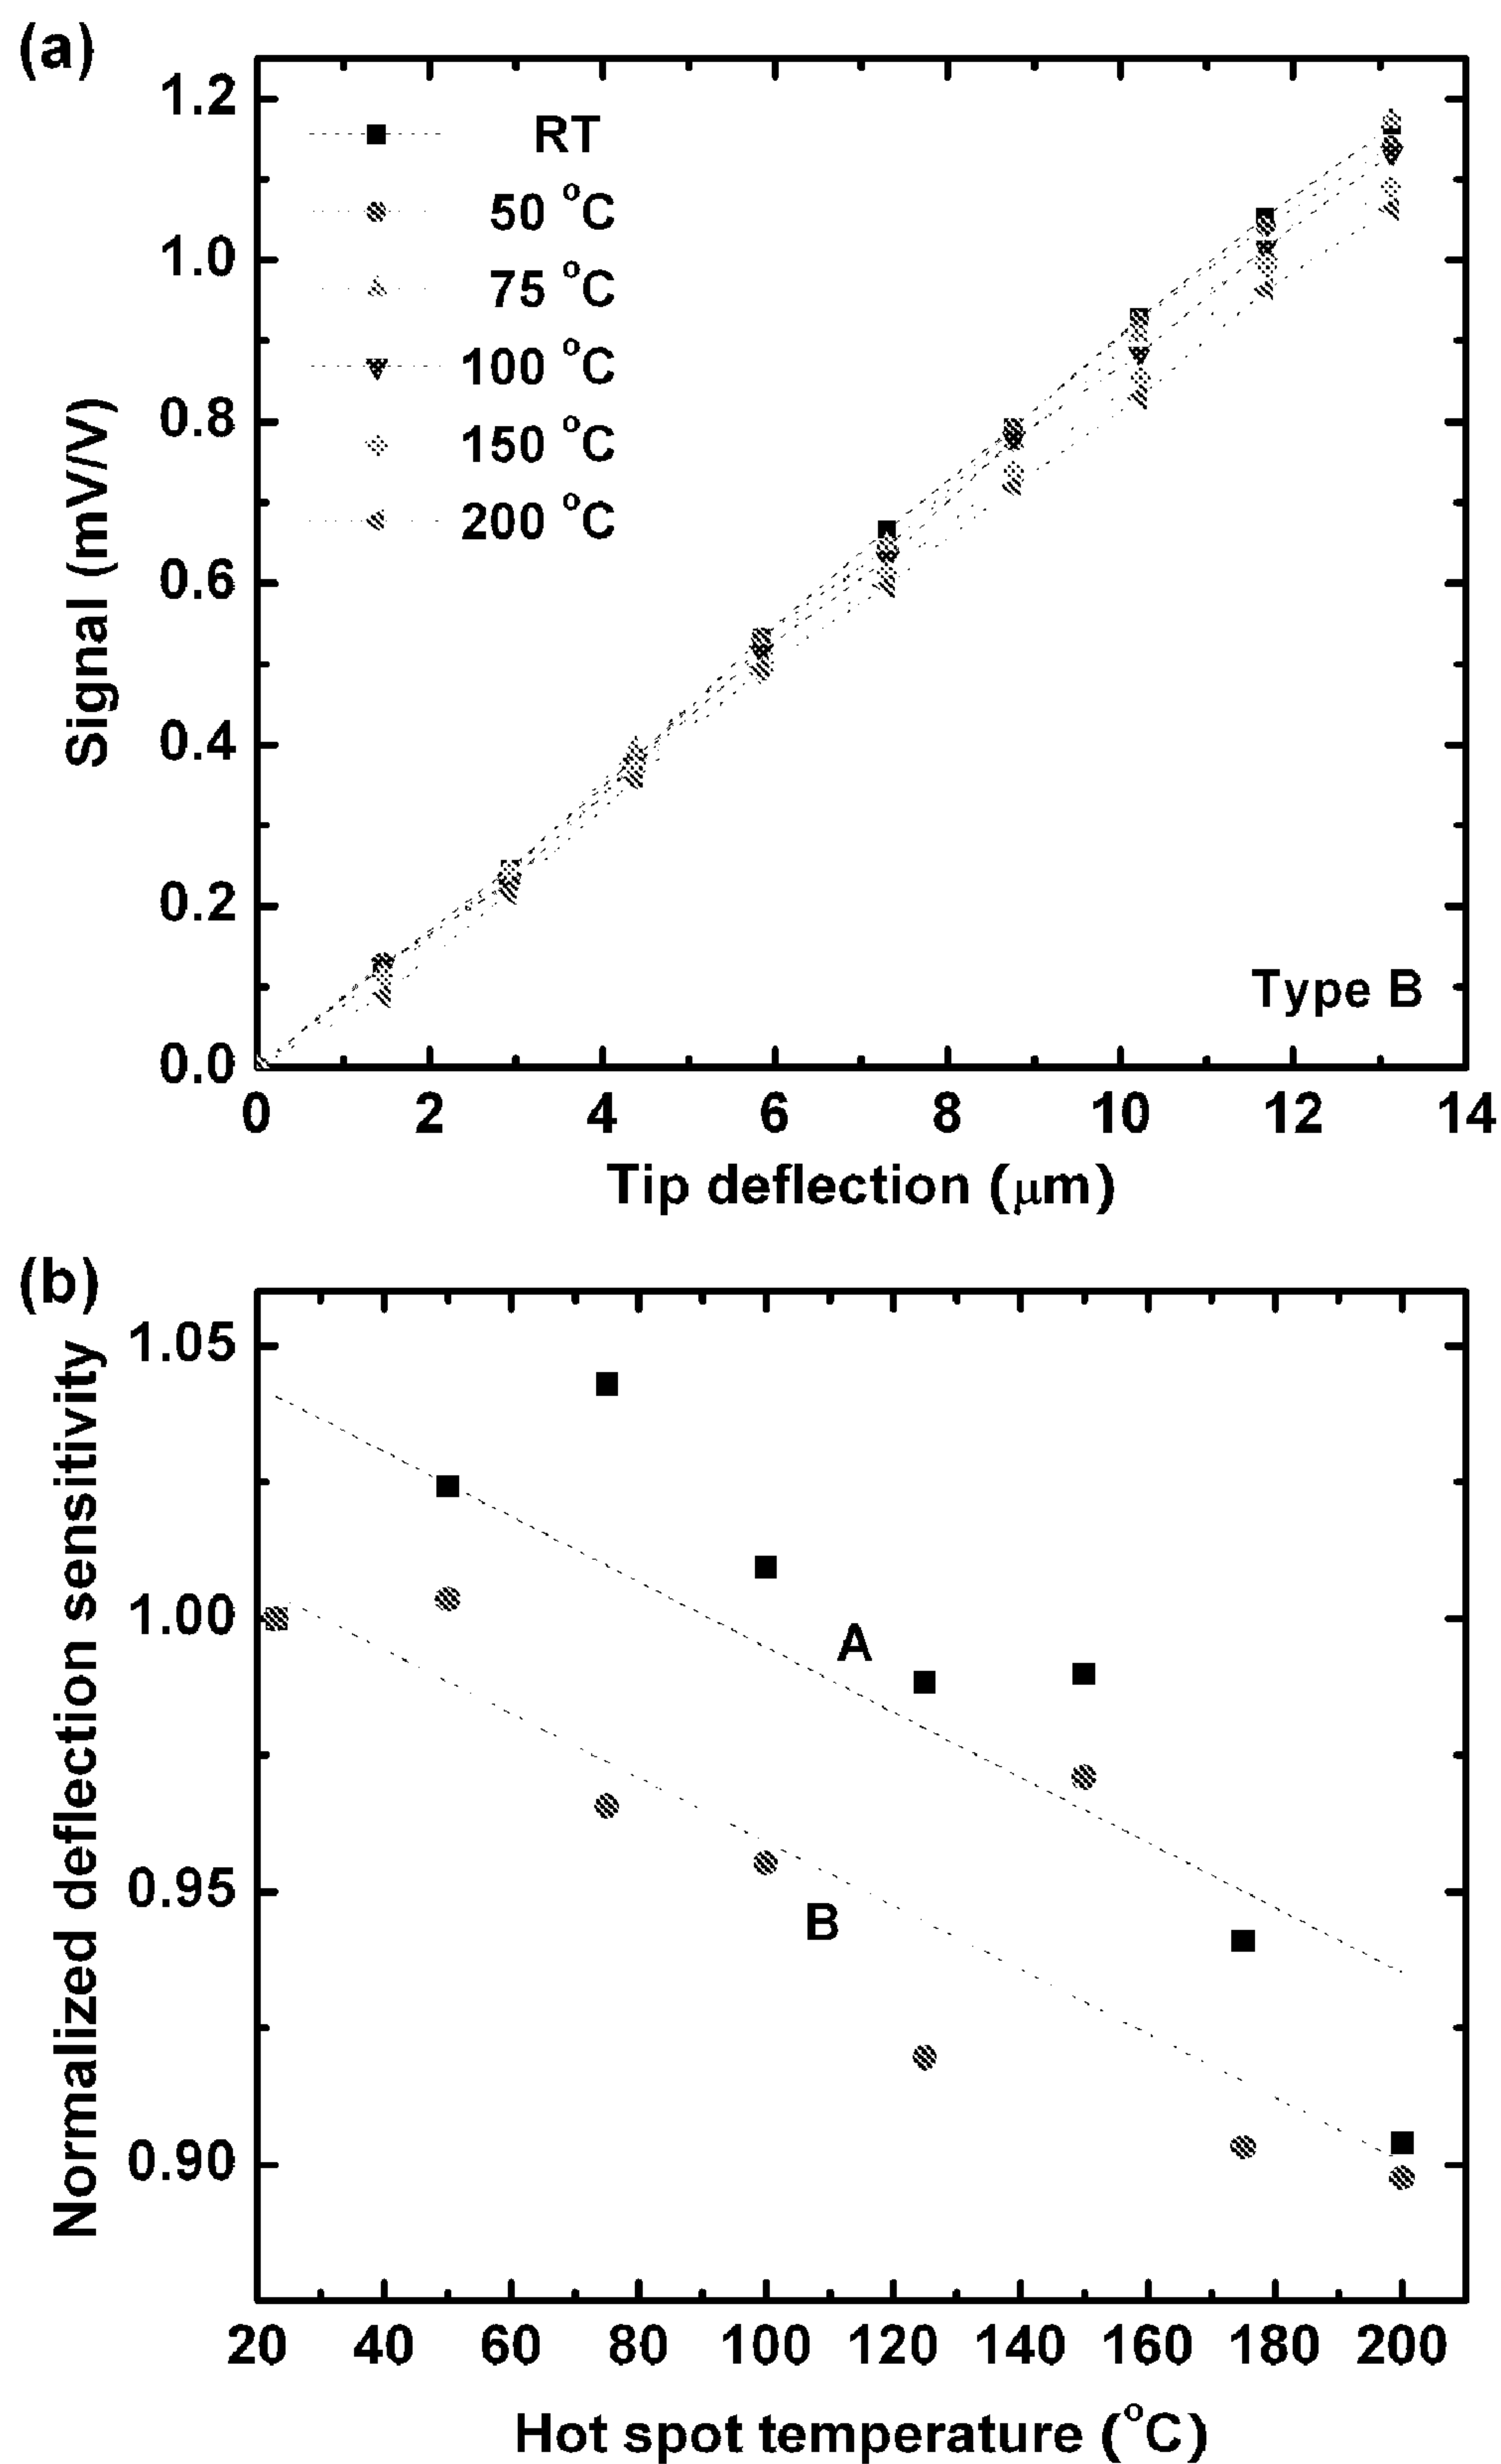 (a)
1.2
1.0
0.8
0.6
0.4
0.2
0.0
Signal (mV/V)
RT
50 °C
75 °C
100 °C
150 °C
200 °C
Type B
0 2 4 6 8 10 12 14
Tip deflection (μm)
(b)
1.05
1.00
0.95
0.90
Normalized deflection sensitivity
A
B
20 40 60 80 100 120 140 160 180 200
Hot spot temperature (°C)